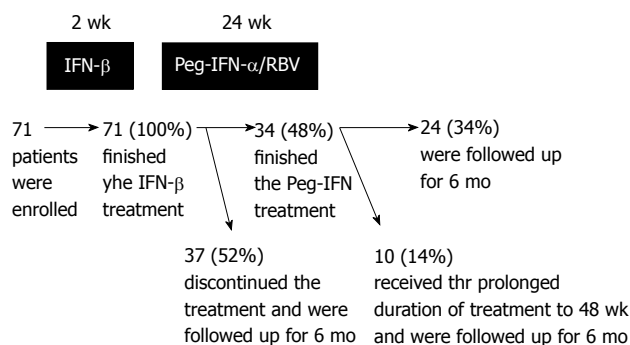 2 wk
24 wk
IFN-β
Peg-IFN-α/RBV
71
patients
were
enrolled
71 (100%)
finished
yhe IFN-β
treatment
34 (48%)
finished
the Peg-IFN
treatment
24 (34%)
were followed up
for 6 mo
37 (52%)
discontinued the
treatment and were
followed up for 6 mo
10 (14%)
received thr prolonged
duration of treatment to 48 wk
and were followed up for 6 mo